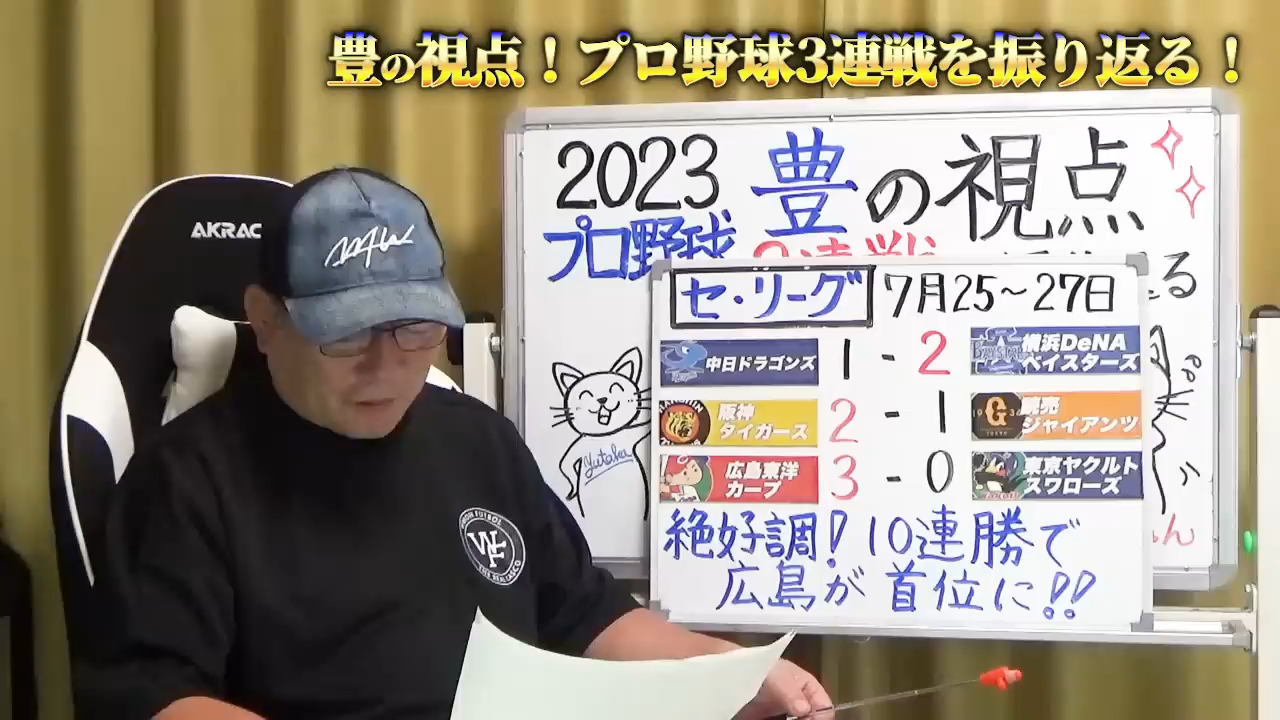 豊の視点！プロ野球3連戦を振り返る！
AKRAC
2023 豊の視点
プロ野球 3連戦
る
セ・リーグ 7月25～27日
中日ドラゴンズ 1 - 2 横浜DeNA
ベイスターズ
阪神
タイガース 2 - 1 読売
ジャイアンツ
広島東洋
カープ 3 - 0 東京ヤクルト
スワローズ
Yutaka
絶好調! 10連勝で
広島が 首位に!!